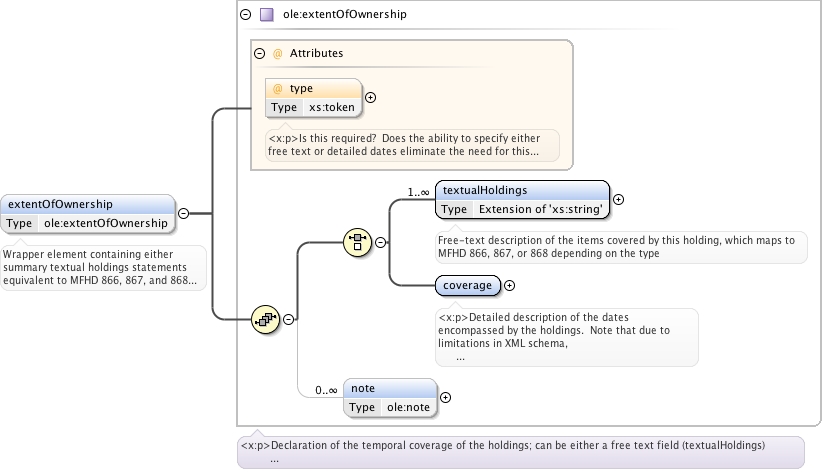 ole:extentOfOwnership
@ Attributes
@ type
Type xs:token
<x:p>Is this required?  Does the ability to specify either
free text or detailed dates eliminate the need for this...
extentOfOwnership
Type ole:extentOfOwnership
Wrapper element containing either
summary textual holdings statements
equivalent to MFHD 866, 867, and 868...
1..∞
textualHoldings
Type Extension of 'xs:string'
Free-text description of the items covered by this holding, which maps to
MFHD 866, 867, or 868 depending on the type
coverage
<x:p>Detailed description of the dates
encompassed by the holdings.  Note that due to
limitations in XML schema,
...
0..∞
note
Type ole:note
<x:p>Declaration of the temporal coverage of the holdings; can be either a free text field (textualHoldings)
...